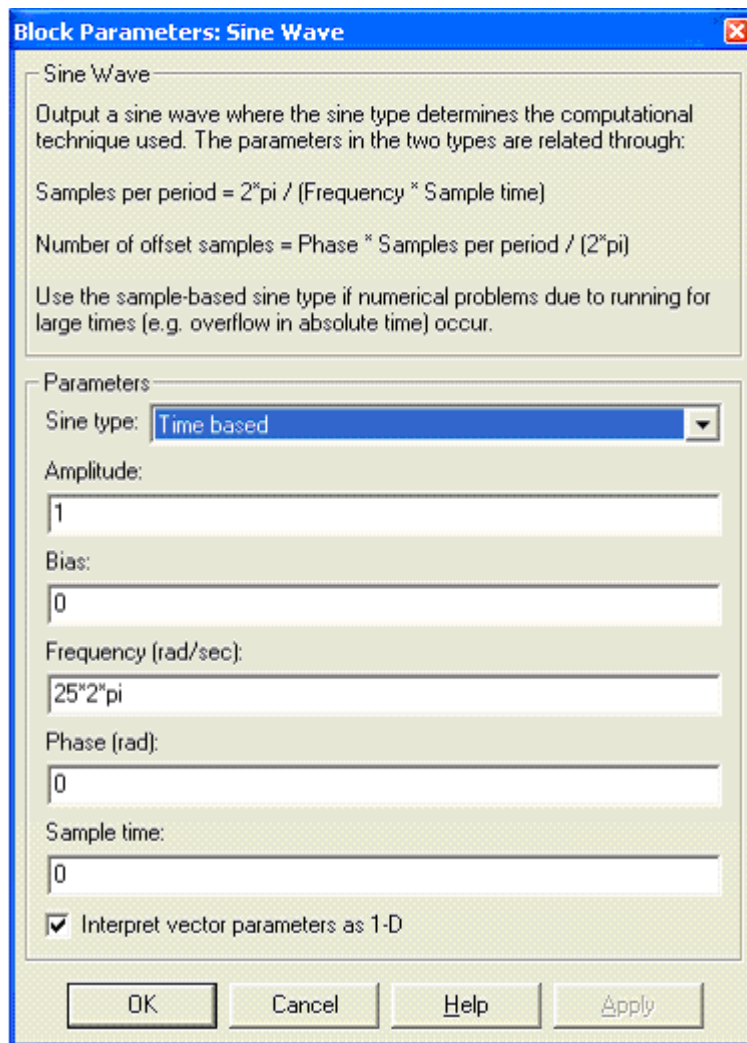 Block Parameters: Sine Wave
Sine Wave
Output a sine wave where the sine type determines the computational
technique used. The parameters in the two types are related through:
Samples per period = 2*pi / (Frequency * Sample time)
Number of offset samples = Phase * Samples per period / (2*pi)
Use the sample-based sine type if numerical problems due to running for
large times (e.g. overflow in absolute time) occur.
Parameters
Sine type: Time based
Amplitude:
1
Bias:
0
Frequency (rad/sec):
25*2*pi
Phase (rad):
0
Sample time:
0
Interpret vector parameters as 1-D
OK Cancel Help Apply